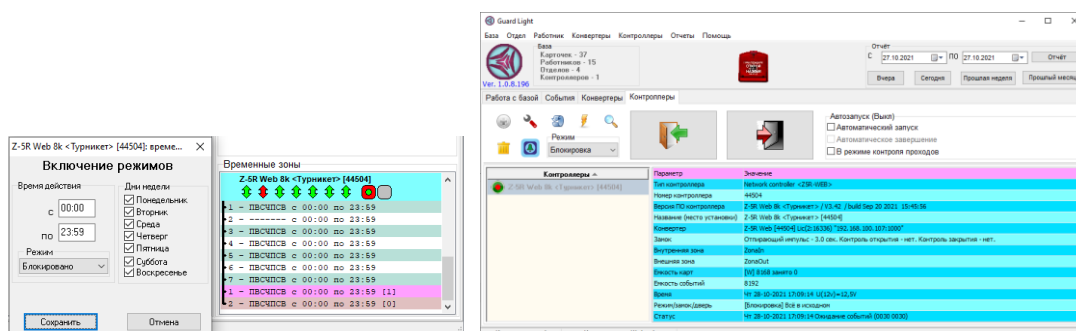 Z-5R Web 8k <Турникет> [44504]: време...
Включение режимов
Время действия
с 00:00
по 23:59
Режим
Блокировано
Дни недели
Понедельник
Вторник
Среда
Четверг
Пятница
Суббота
Воскресенье
Сохранить
Отмена
Временные зоны
Z-5R Web 8k <Турникет> [44504]
1 - ПВСЧПСВ с 00:00 по 23:59
2 - ------- с 00:00 по 23:59
3 - ПВСЧПСВ с 00:00 по 23:59
4 - ПВСЧПСВ с 00:00 по 23:59
5 - ПВСЧПСВ с 00:00 по 23:59
6 - ПВСЧПСВ с 00:00 по 23:59
7 - ПВСЧПСВ с 00:00 по 23:59
1 - ПВСЧПСВ с 00:00 по 23:59 [1]
2 - ПВСЧПСВ с 00:00 по 23:59 [0]
Guard Light
База Отдел Работник Конвертеры Контроллеры Отчеты Помощь
Ver. 1.0.8.196
База
Карточек - 37
Работников - 15
Отделов - 4
Контроллеров - 1
Отчёт
С 27.10.2021 ПО 27.10.2021 Отчёт
Вчера Сегодня Прошлая неделя Прошлый месяц
Работа с базой События Конвертеры Контроллеры
Режим
Блокировка
Автозапуск (Выкл)
Автоматический запуск
Автоматическое завершение
В режиме контроля проходов
Контроллеры
Z-5R Web 8k <Турникет> [44504]
Параметр Значение
Тип контроллера Network controller <Z5R-WEB>
Номер контроллера 44504
Версия ПО контроллера Z-5R Web 8k <Турникет> / V3.42 / build Sep 20 2021 15:45:56
Название (место установки) Z-5R Web 8k <Турникет> [44504]
Конвертер Z-5R Web [44504] Lic(2:16336) "192.168.100.107:1000"
Замок Отпирающий импульс - 3.0 сек. Контроль открытия - нет. Контроль закрытия - нет.
Внутренняя зона ZonaIn
Внешняя зона ZonaOut
Емкость карт [W] 8168 занято 0
Емкость событий 8192
Время Чт 28-10-2021 17:09:14 U(12v)=12,5V
Режим/замок/дверь [Блокировка] Всё в исходном
Статус Чт 28-10-2021 17:09:14 Ожидание событий (0030 0030)